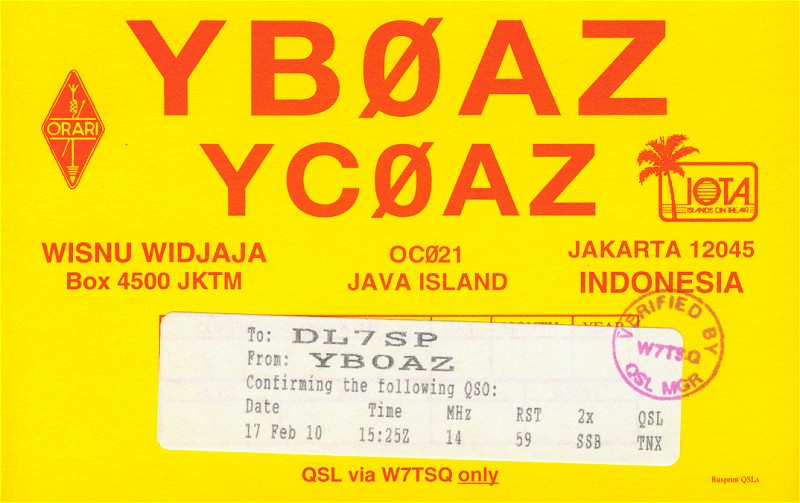 YBØAZ
ORARI
YCØAZ
IOTA
ISLANDS ON THE AIR
WISNU WIDJAJA
Box 4500 JKTM
OCØ21
JAVA ISLAND
JAKARTA 12045
INDONESIA
MONTH YEAR
VERIFIED BY
W7TSQ
QSL MGR
To: DL7SP
From: YB0AZ
Confirming the following QSO:
Date Time MHz RST 2x QSL
17 Feb 10 15:25Z 14 59 SSB TNX
QSL via W7TSQ only
Rusprint QSLs